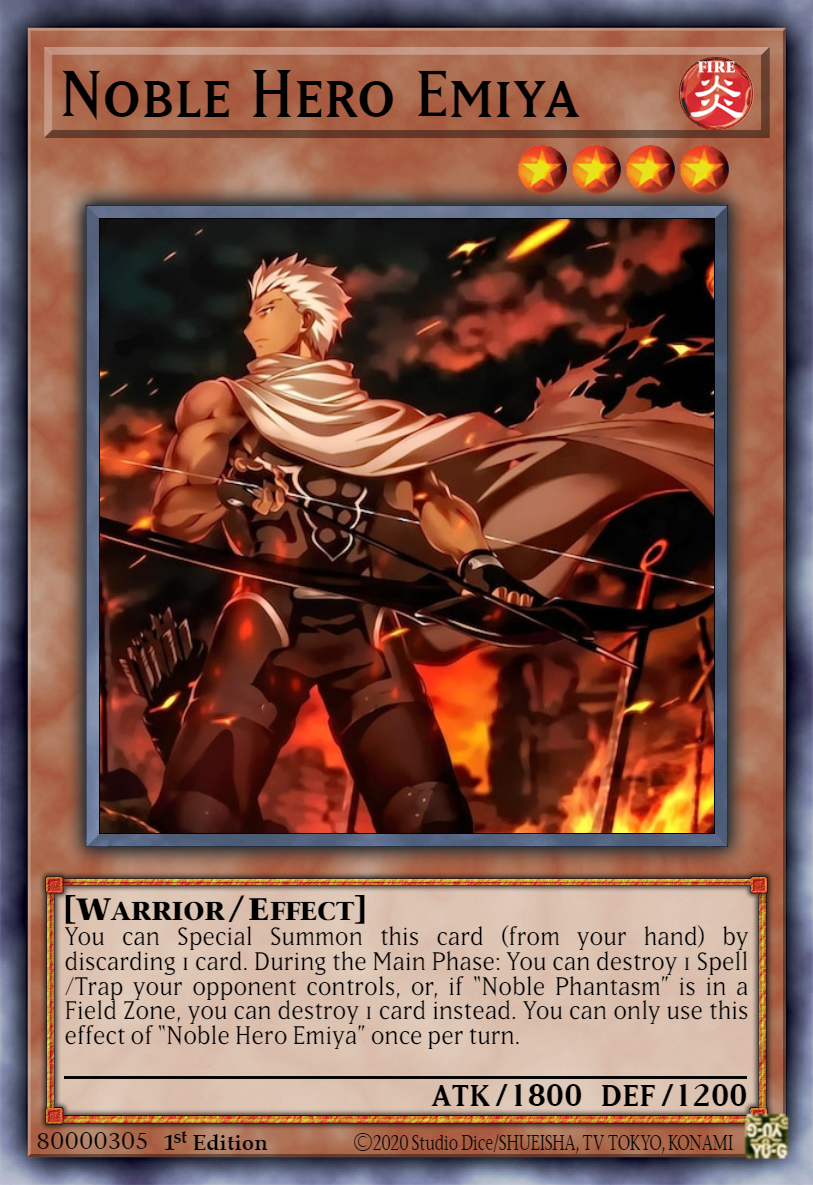 Noble Hero Emiya
FIRE
炎
[Warrior/Effect]
You can Special Summon this card (from your hand) by
discarding 1 card. During the Main Phase: You can destroy 1 Spell
/Trap your opponent controls, or, if "Noble Phantasm" is in a
Field Zone, you can destroy 1 card instead. You can only use this
effect of "Noble Hero Emiya" once per turn.
ATK/1800 DEF/1200
80000305 1st Edition ©2020 Studio Dice/SHUEISHA, TV TOKYO, KONAMI